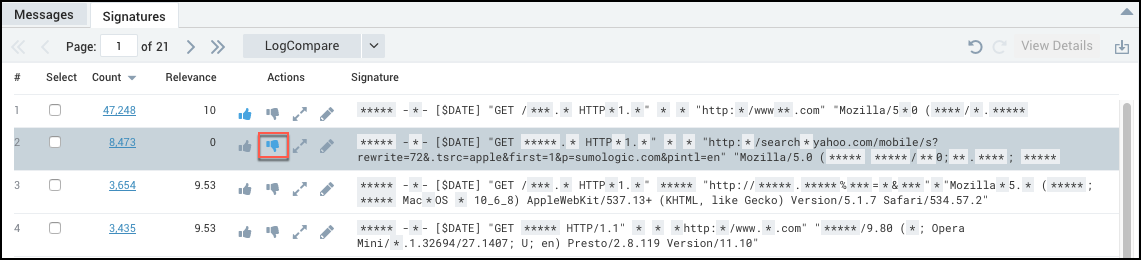 Messages Signatures
Page: 1 of 21 LogCompare View Details
# Select Count Relevance Actions Signature
1 47,248 10 ***** -*- [$DATE] "GET /***.* HTTP*1.*" * * "http:*/www**.com" "Mozilla/5*0 (****/*.*****
2 8,473 0 ***** -*- [$DATE] "GET *****.* HTTP*1.*" * * "http:*/search*yahoo.com/mobile/s?
rewrite=72&.tsrc=apple&first=1&p=sumologic.com&pintl=en" "Mozilla/5.0 (***** *****/**0;**.****; *****
3 3,654 9.53 ***** -*- [$DATE] "GET /*.* HTTP*1.*" ***** "http://*****.*****%***=*&***"*"Mozilla*5.* (*****;
***** Mac*OS * 10_6_8) AppleWebKit/537.13+ (KHTML, like Gecko) Version/5.1.7 Safari/534.57.2"
4 3,435 9.53 ***** -*- [$DATE] "GET ***** HTTP/1.1" * * *http:*/www.*.com" "*****/9.80 (*; Opera
Mini/*.1.32694/27.1407; U; en) Presto/2.8.119 Version/11.10"